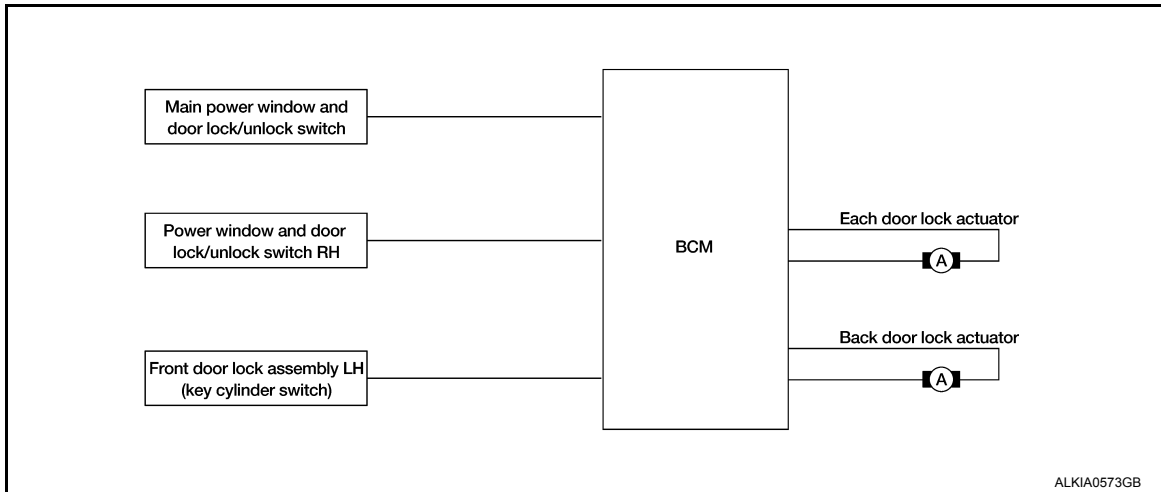 Main power window and
door lock/unlock switch
Power window and door
lock/unlock switch RH
Front door lock assembly LH
(key cylinder switch)
BCM
Each door lock actuator
A
Back door lock actuator
A
ALKIA0573GB